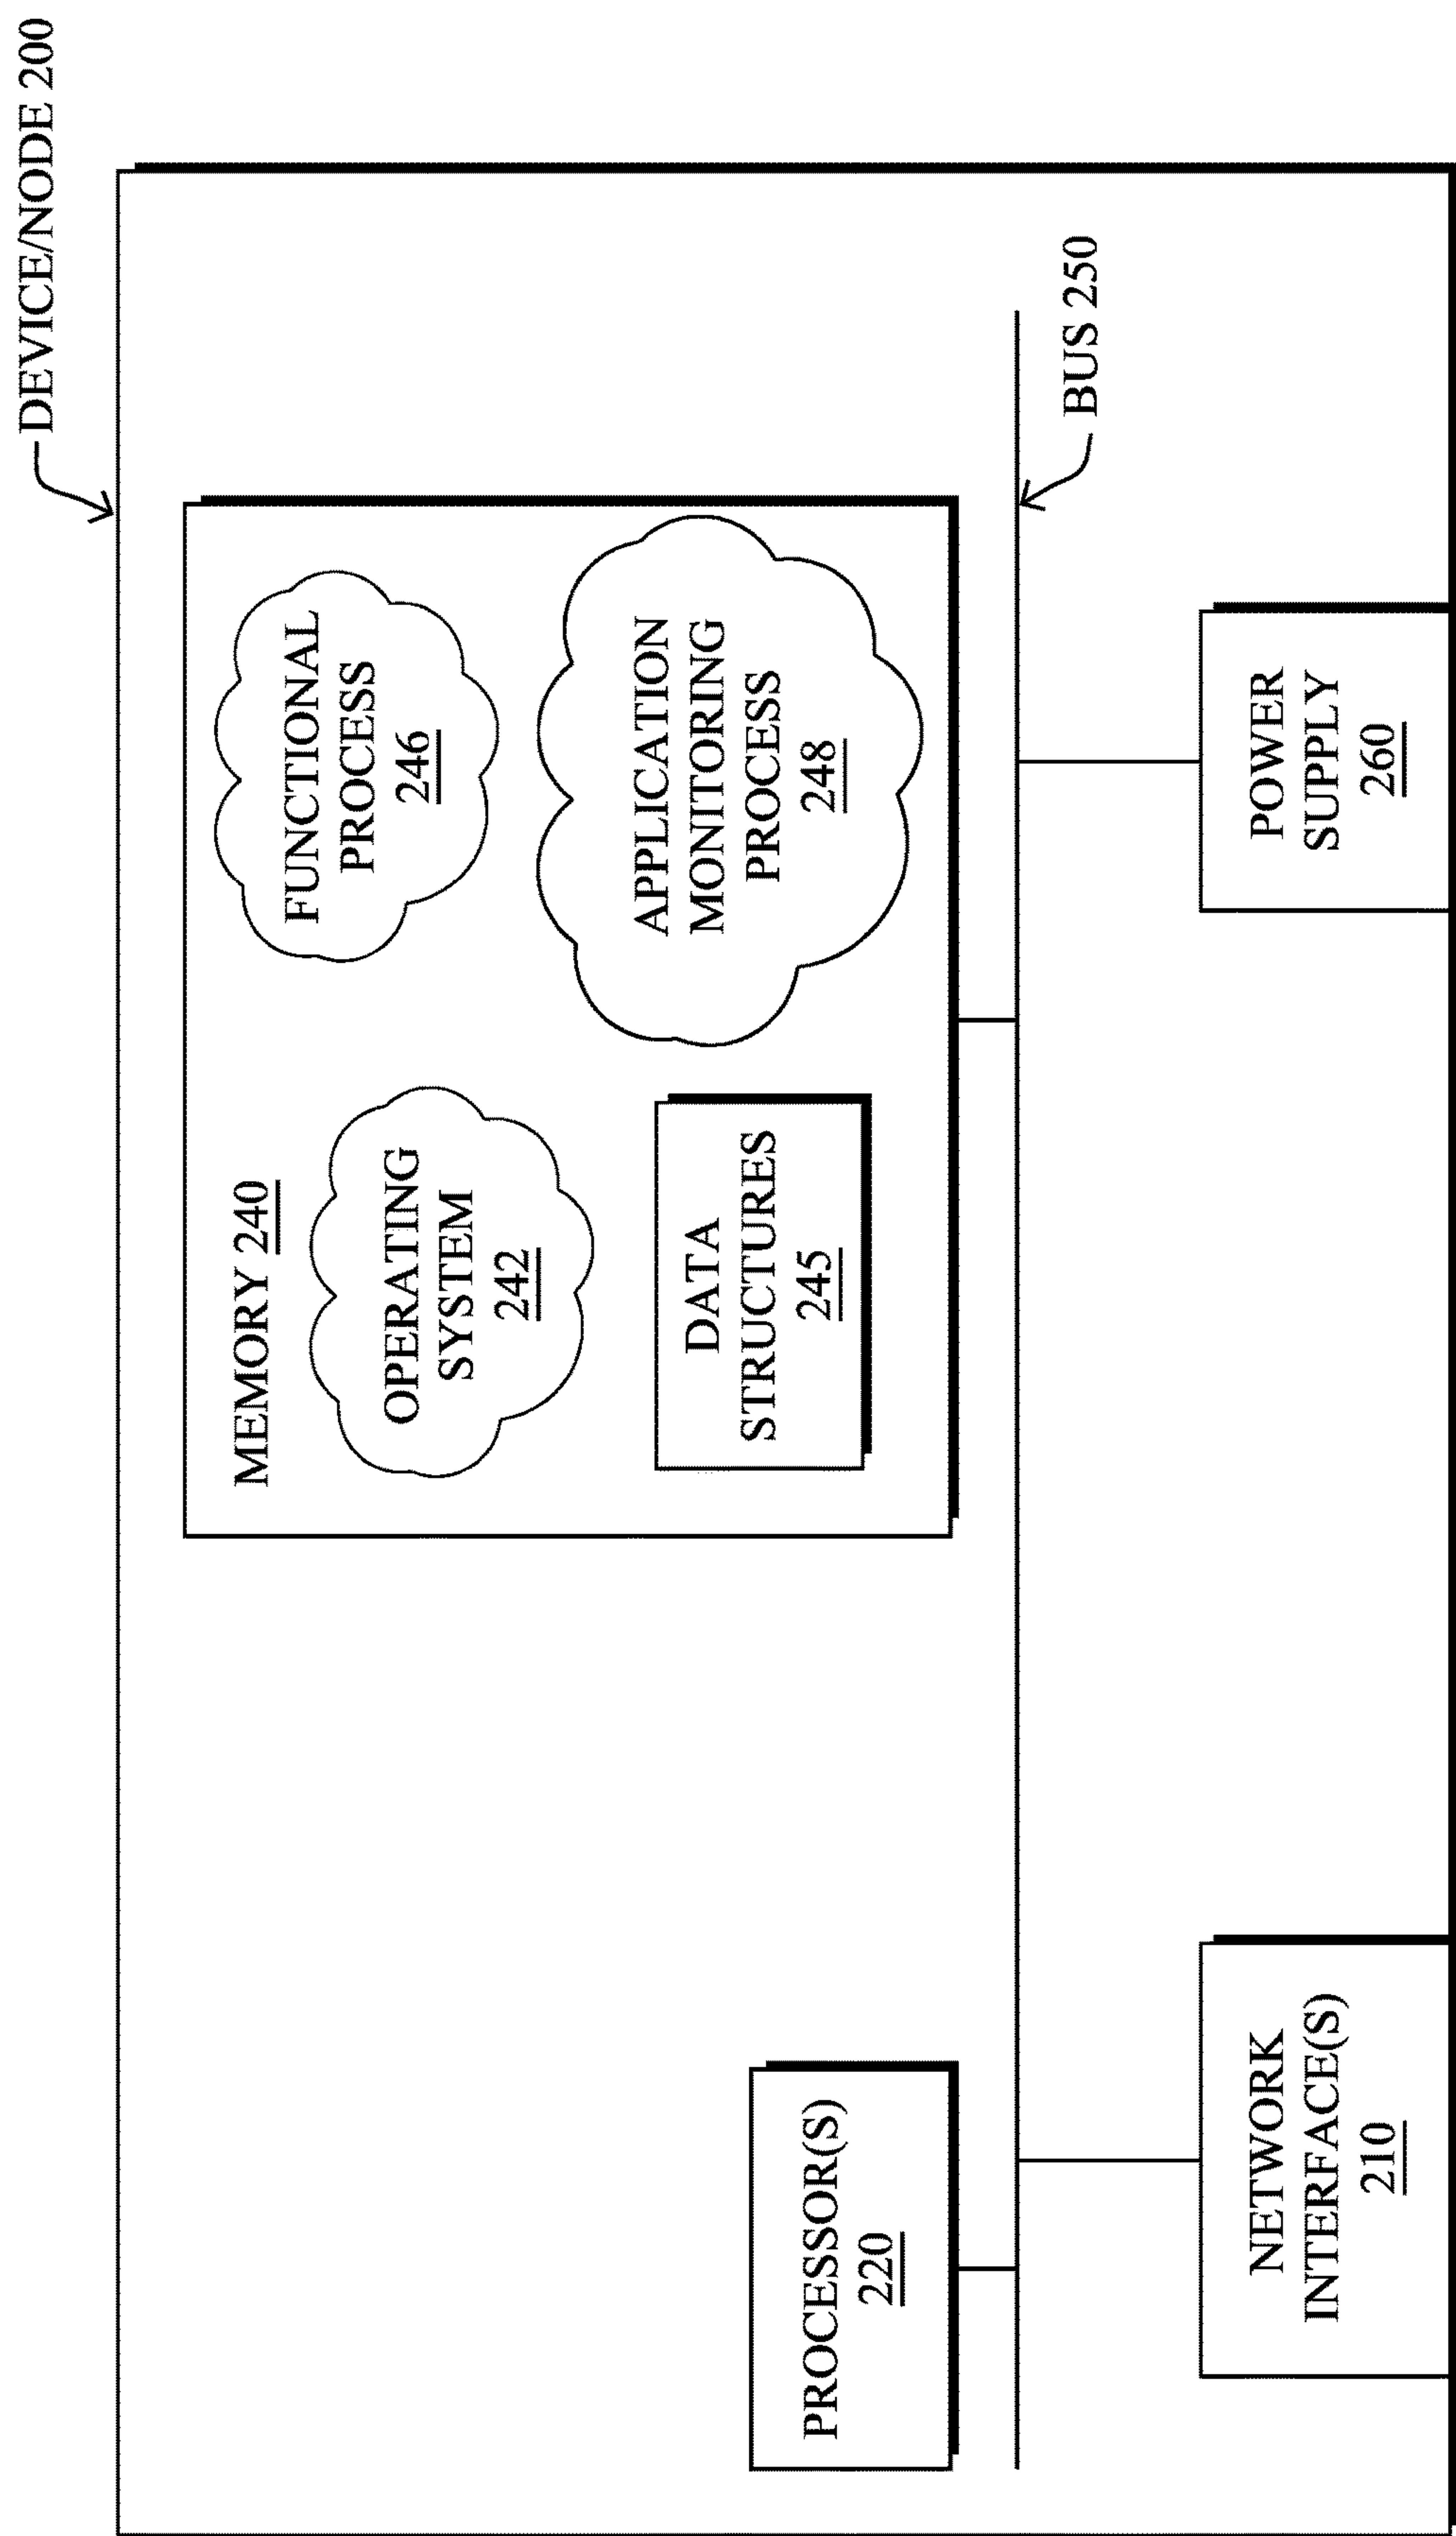 DEVICE/NODE 200
MEMORY 240
OPERATING
SYSTEM
242
FUNCTIONAL
PROCESS
246
DATA
STRUCTURES
245
APPLICATION
MONITORING
PROCESS
248
PROCESSOR(S)
220
BUS 250
NETWORK
INTERFACE(S)
210
POWER
SUPPLY
260